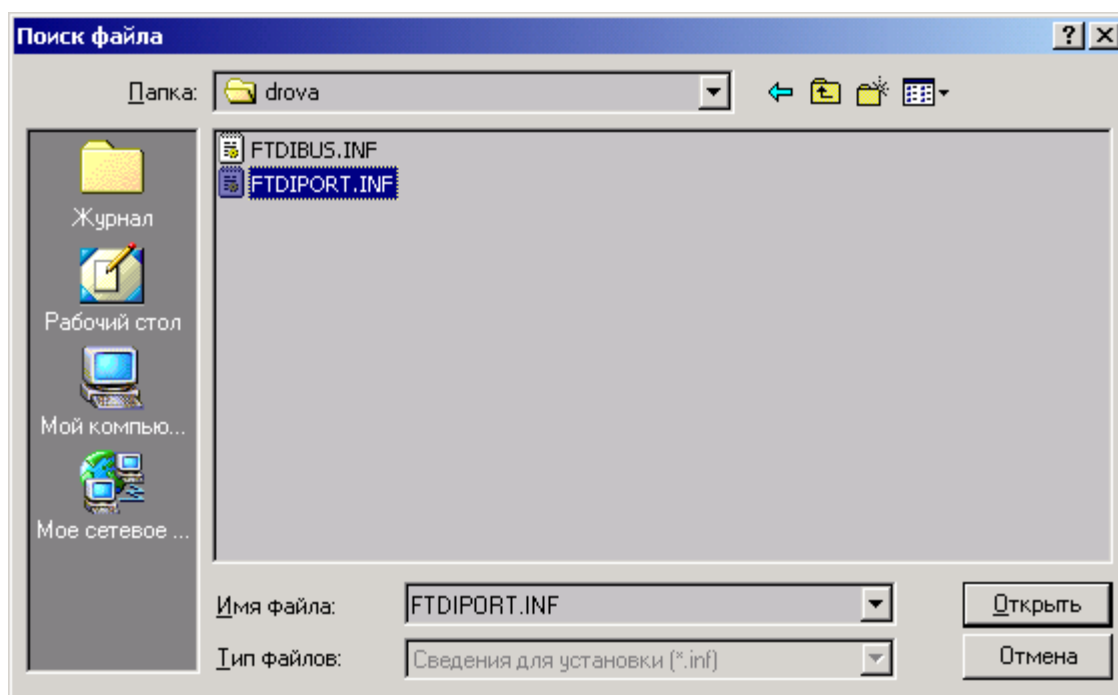 Поиск файла
Папка:
drova
FTDIBUS.INF
FTDIPORT.INF
Журнал
Рабочий стол
Мой компью...
Мое сетевое ...
Имя файла:
FTDIPORT.INF
Открыть
Тип файлов:
Сведения для установки (*.inf)
Отмена